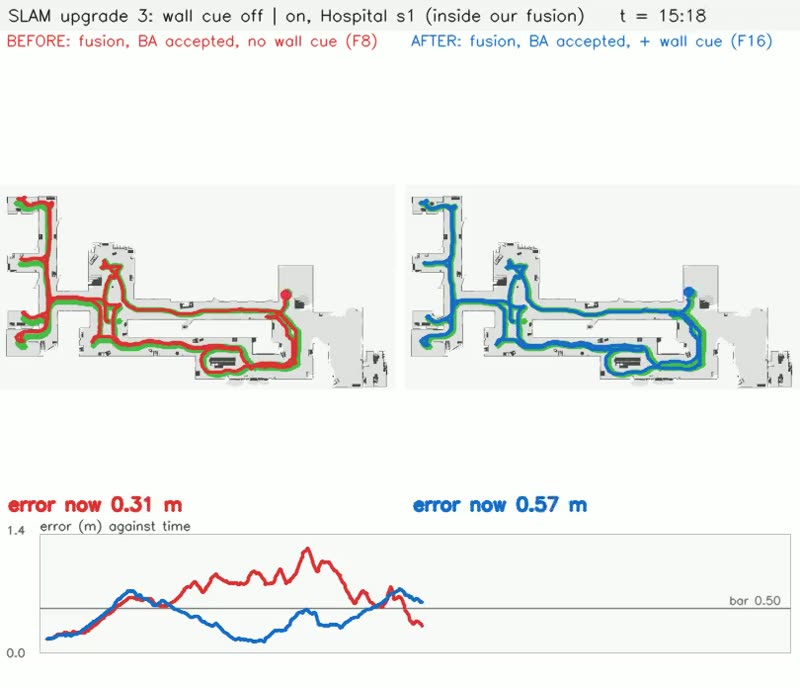 SLAM upgrade 3: wall cue off | on, Hospital s1 (inside our fusion) t = 15:18
BEFORE: fusion, BA accepted, no wall cue (F8) AFTER: fusion, BA accepted, + wall cue (F16)
error now 0.31 m error now 0.57 m
1.4 error (m) against time
bar 0.50
0.0